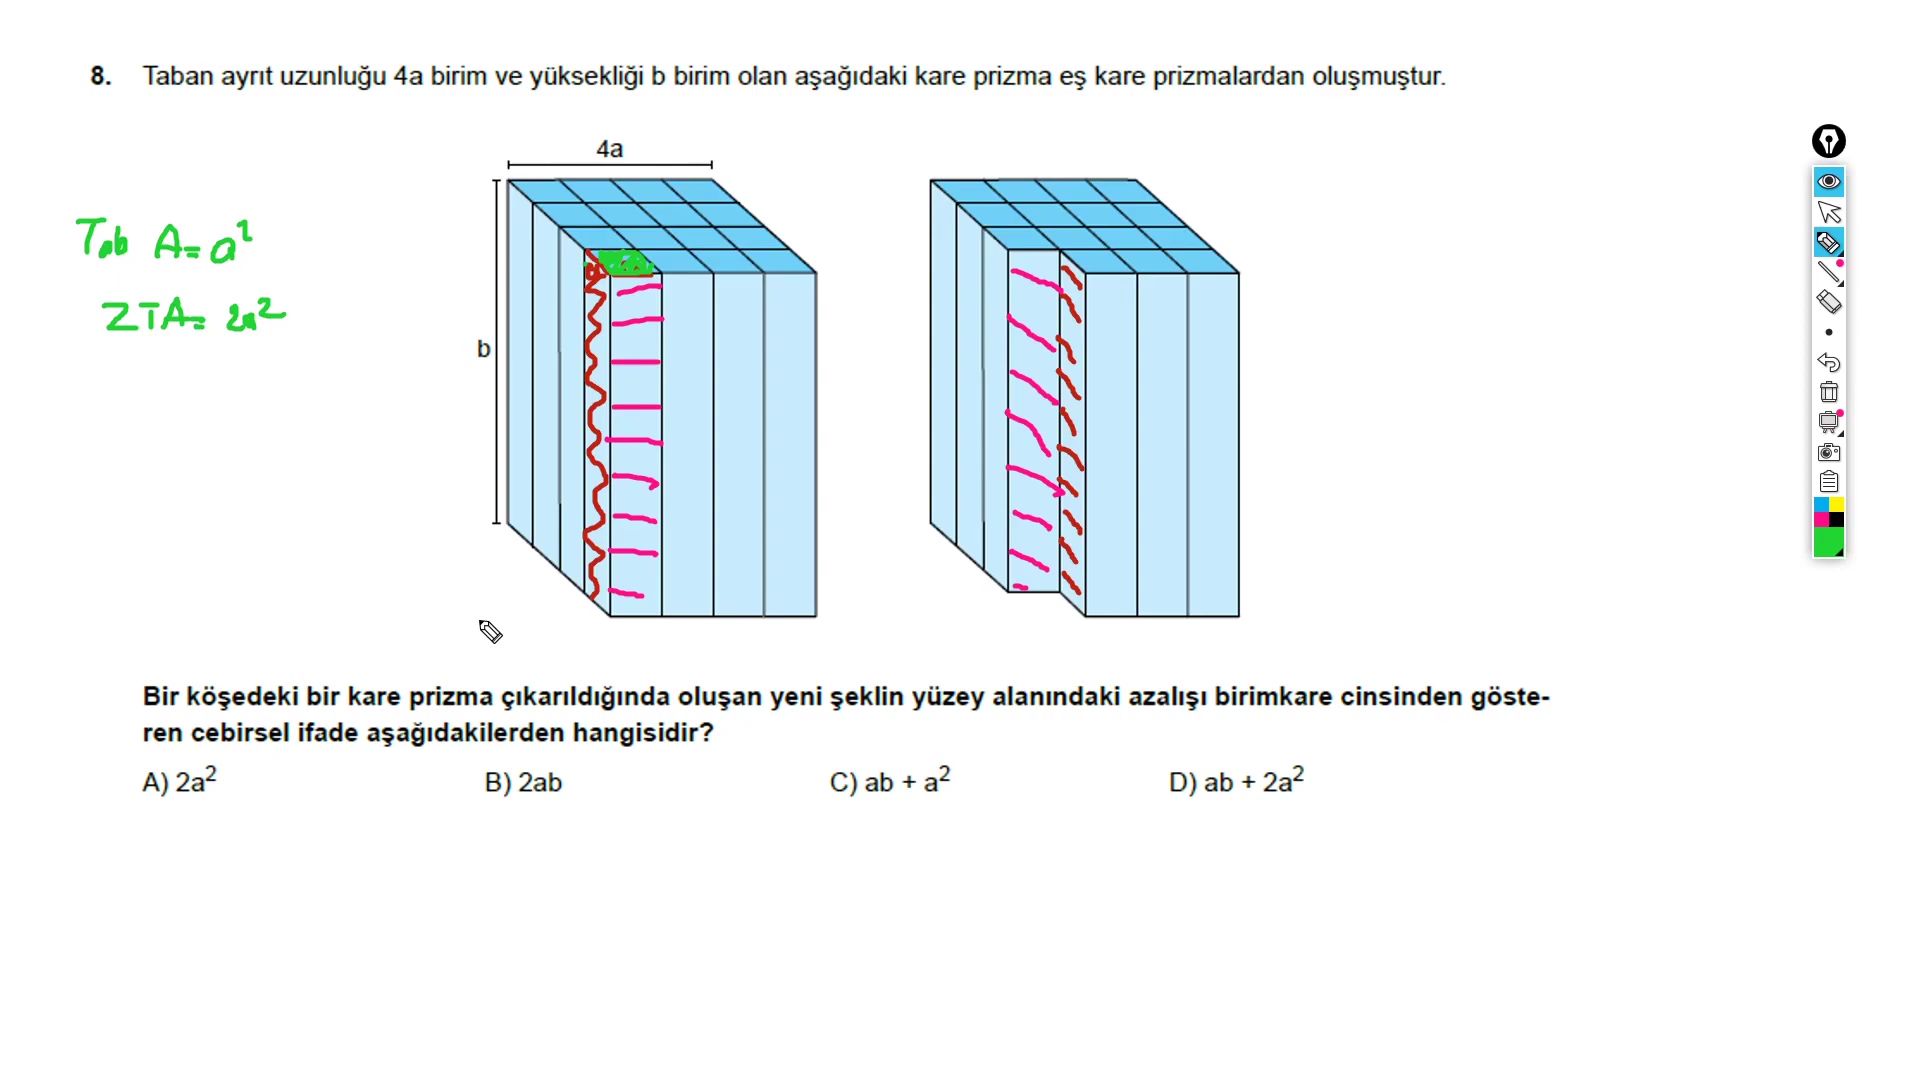 8. Taban ayrıt uzunluğu 4a birim ve yüksekliği b birim olan aşağıdaki kare prizma eş kare prizmalardan oluşmuştur.
4a
Tab A = a²
2TA = 2a²
b
a
Bir köşedeki bir kare prizma çıkarıldığında oluşan yeni şeklin yüzey alanındaki azalışı birimkare cinsinden göste-
ren cebirsel ifade aşağıdakilerden hangisidir?
A) 2a² B) 2ab C) ab + a² D) ab + 2a²